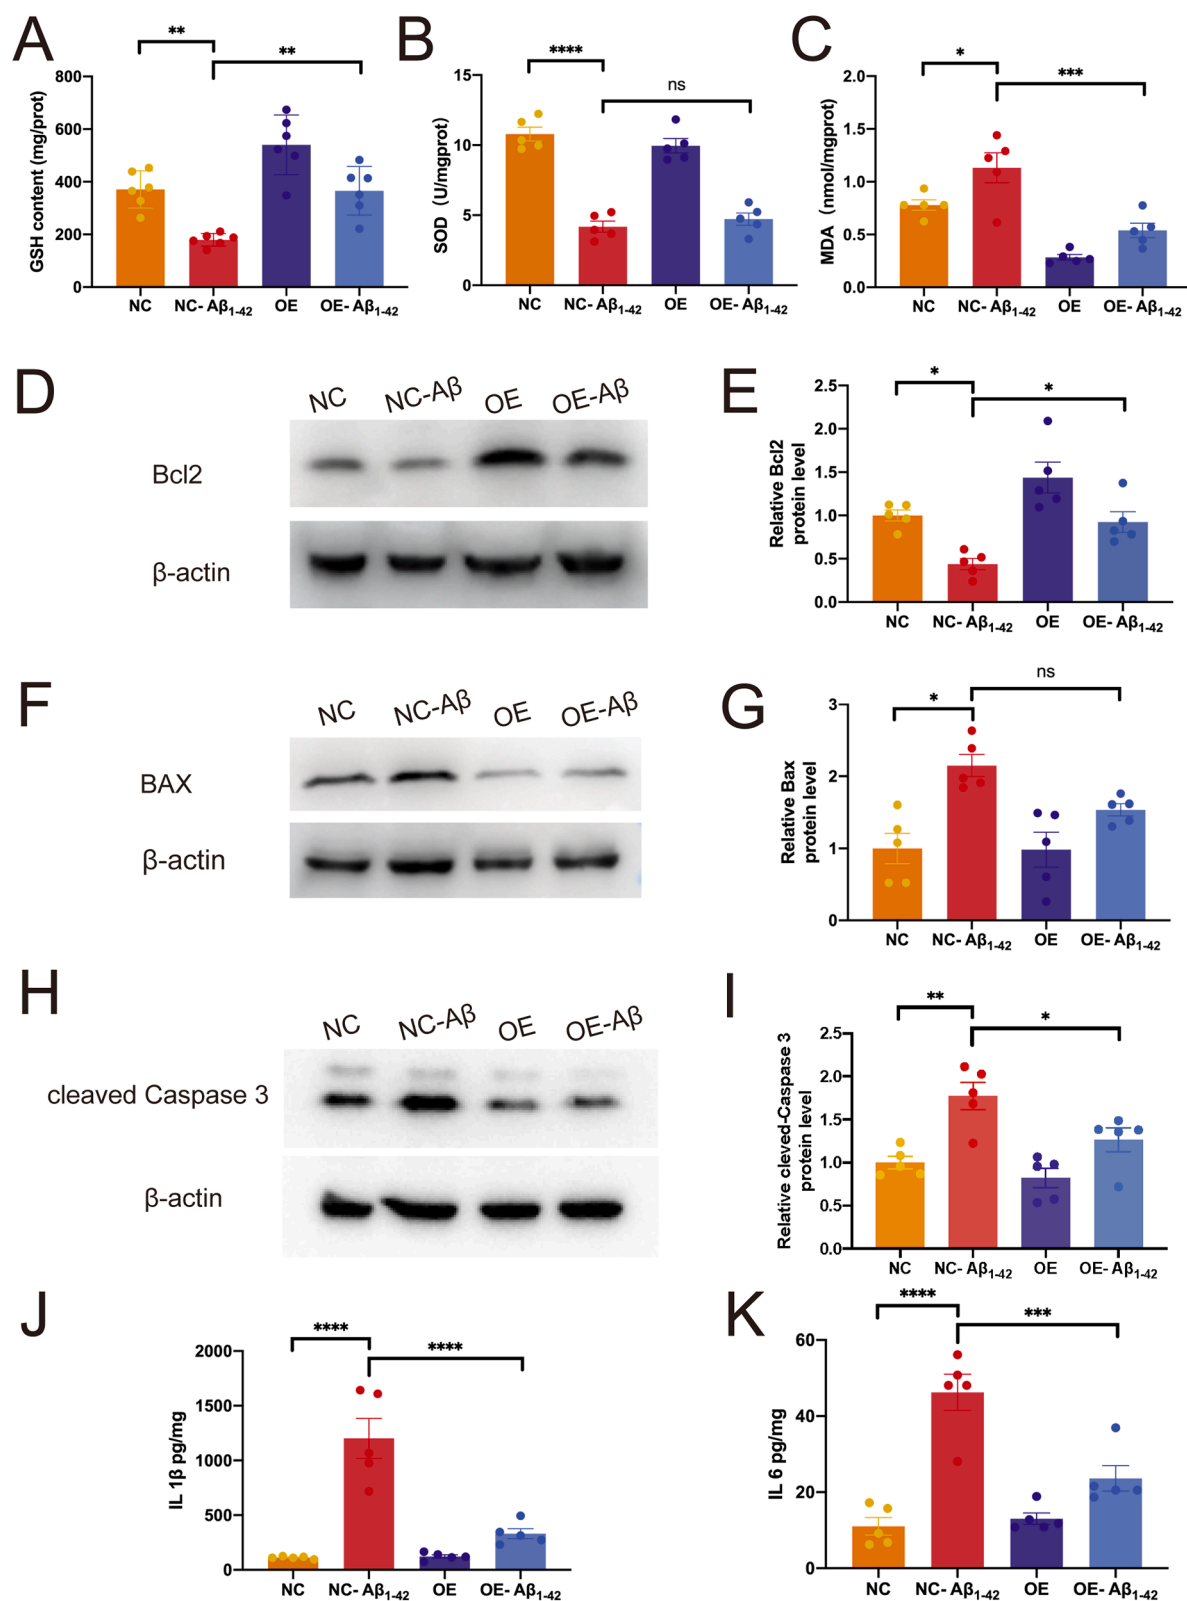 A
**
**
GSH content (mg/prot)
800
600
400
200
0
NC
NC- Aβ1-42
OE
OE- Aβ1-42
B
****
ns
SOD (U/mgprot)
15
10
5
0
NC
NC- Aβ1-42
OE
OE- Aβ1-42
C
*
***
MDA (nmol/mgprot)
2.0
1.5
1.0
0.5
0.0
NC
NC- Aβ1-42
OE
OE- Aβ1-42
D
NC
NC-Aβ
OE
OE-Aβ
Bcl2
β-actin
E
*
*
Relative Bcl2
protein level
2.5
2.0
1.5
1.0
0.5
0.0
NC
NC- Aβ1-42
OE
OE- Aβ1-42
F
NC
NC-Aβ
OE
OE-Aβ
BAX
β-actin
G
*
ns
Relative Bax
protein level
3
2
1
0
NC
NC- Aβ1-42
OE
OE- Aβ1-42
H
NC
NC-Aβ
OE
OE-Aβ
cleaved Caspase 3
β-actin
I
**
*
Relative cleved-Caspase 3
protein level
2.5
2.0
1.5
1.0
0.5
0.0
NC
NC- Aβ1-42
OE
OE- Aβ1-42
J
****
****
IL 1β pg/mg
2000
1500
1000
500
0
NC
NC- Aβ1-42
OE
OE- Aβ1-42
K
****
***
IL 6 pg/mg
60
40
20
0
NC
NC- Aβ1-42
OE
OE- Aβ1-42